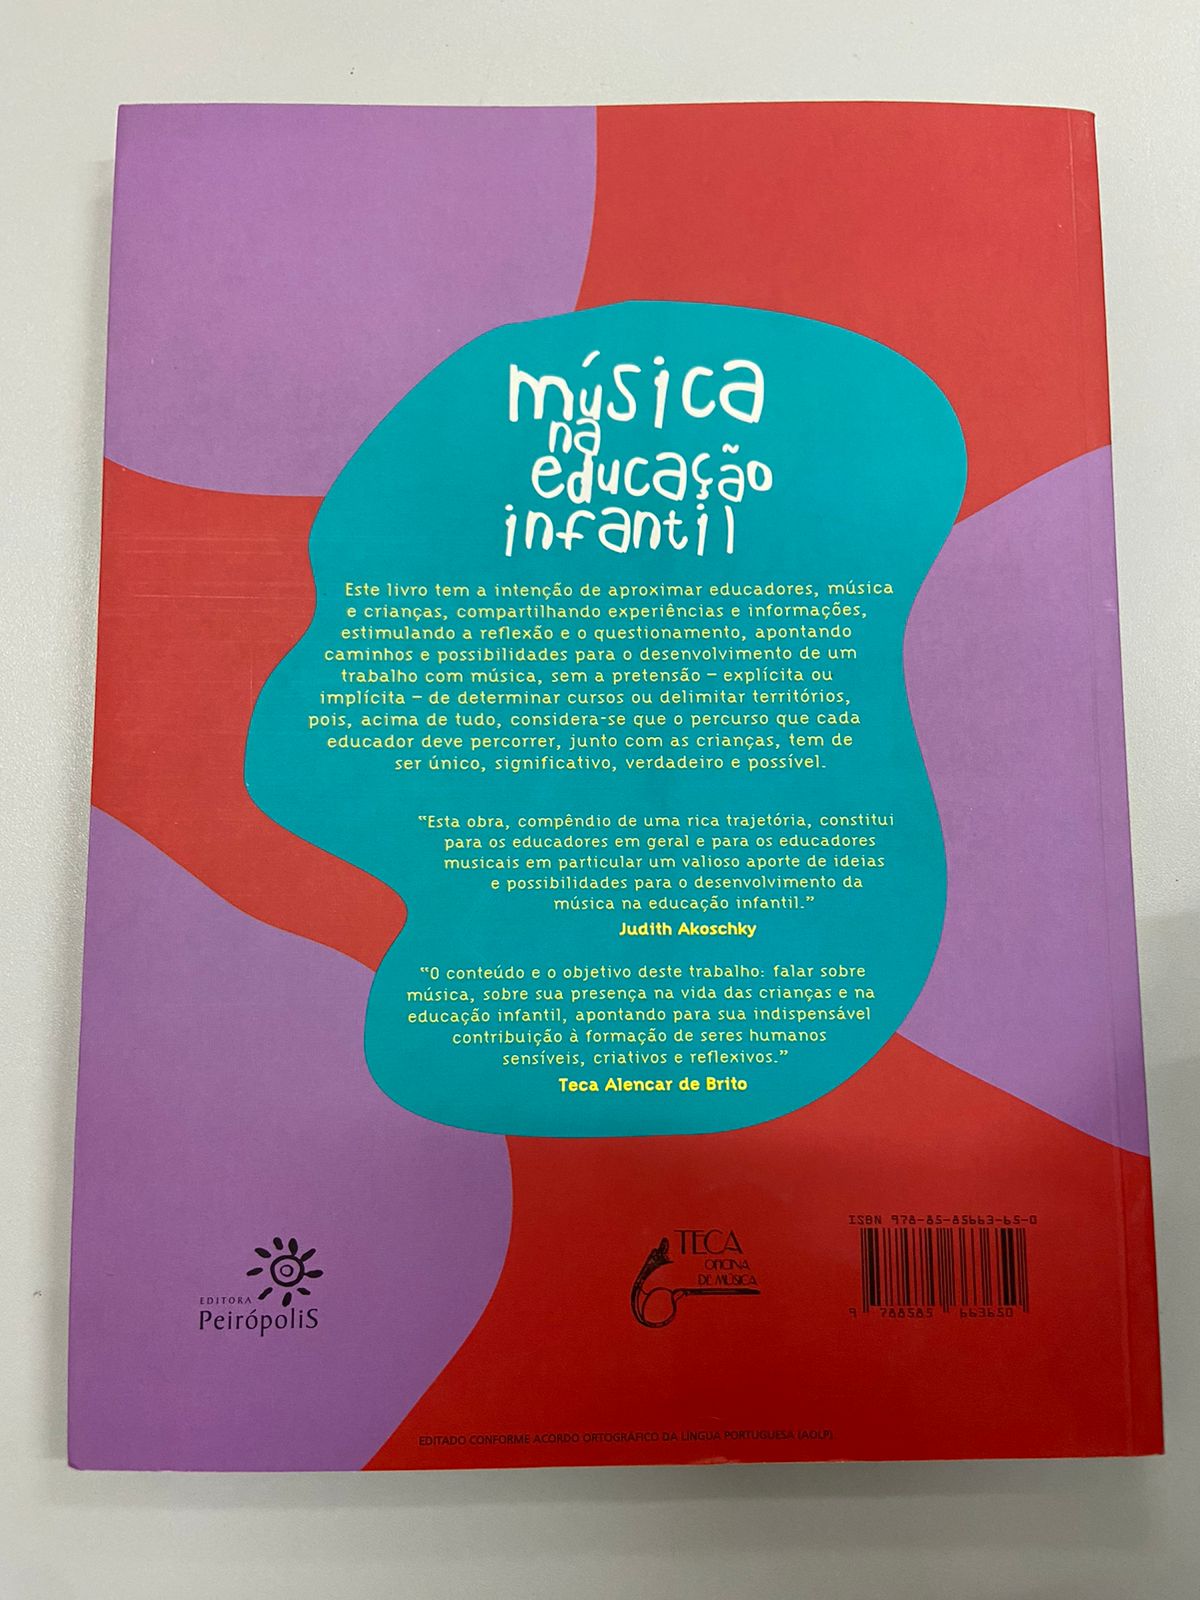 música
na
educação
infantil
Este livro tem a intenção de aproximar educadores, música
e crianças, compartilhando experiências e informações,
estimulando a reflexão e o questionamento, apontando
caminhos e possibilidades para o desenvolvimento de um
trabalho com música, sem a pretensão – explícita ou
implícita – de determinar cursos ou delimitar territórios,
pois, acima de tudo, considera-se que o percurso que cada
educador deve percorrer, junto com as crianças, tem de
ser único, significativo, verdadeiro e possível.
"Esta obra, compêndio de uma rica trajetória, constitui
para os educadores em geral e para os educadores
musicais em particular um valioso aporte de ideias
e possibilidades para o desenvolvimento da
música na educação infantil."
Judith Akoschky
"O conteúdo e o objetivo deste trabalho: falar sobre
música, sobre sua presença na vida das crianças e na
educação infantil, apontando para sua indispensável
contribuição à formação de seres humanos
sensíveis, criativos e reflexivos."
Teca Alencar de Brito
EDITORA
PeirópoliS
TECA
OFICINA
DE MÚSICA
ISBN 978-85-85663-65-0
9 788585 663650
EDITADO CONFORME ACORDO ORTOGRÁFICO DA LÍNGUA PORTUGUESA (AOLP)